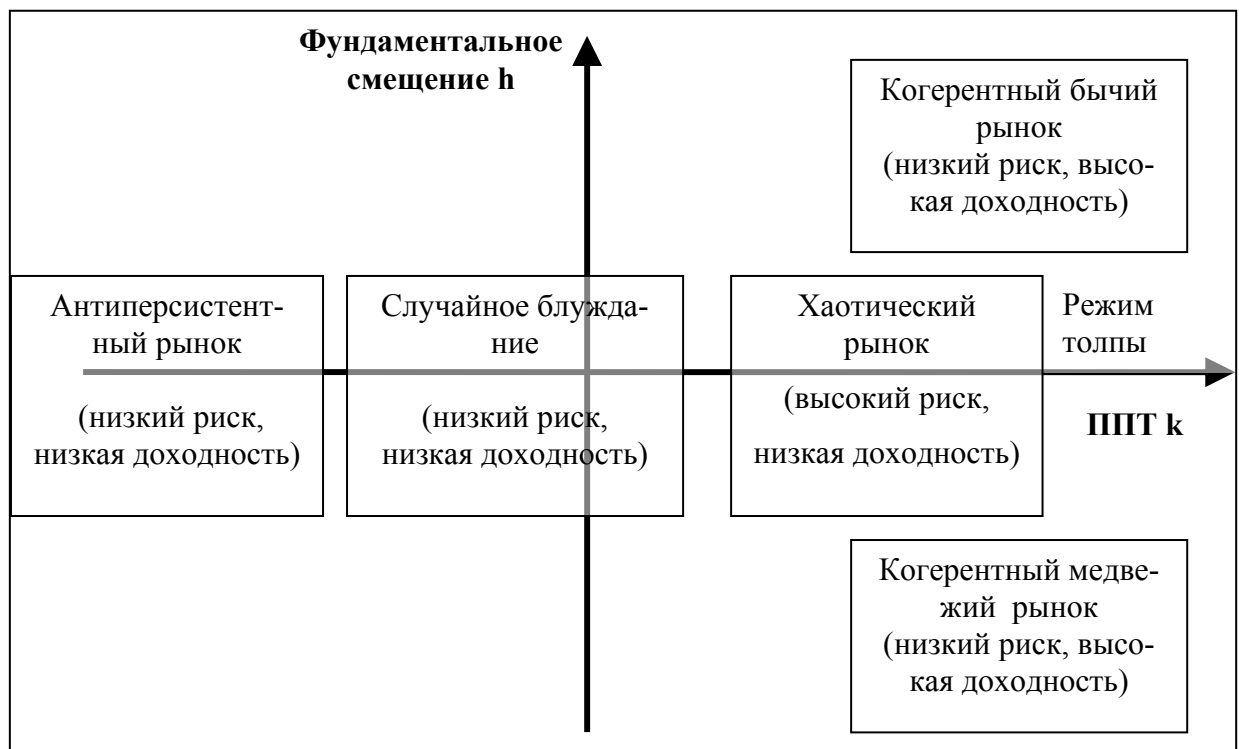 Фундаментальное
смещение h
Когерентный бычий
рынок
(низкий риск, высо-
кая доходность)
Антиперсистент-
ный рынок
(низкий риск,
низкая доходность)
Случайное блужда-
ние
(низкий риск,
низкая доходность)
Хаотический
рынок
(высокий риск,
низкая доходность)
Режим
толпы
ППТ k
Когерентный медве-
жий рынок
(низкий риск, высо-
кая доходность)